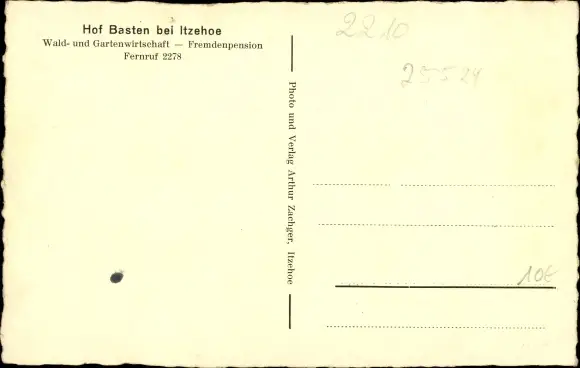 Hof Basten bei Itzehoe
Wald- und Gartenwirtschaft — Fremdenpension
Fernruf 2278
Photo und Verlag Arthur Zachger, Itzehoe
2210
25524
10€